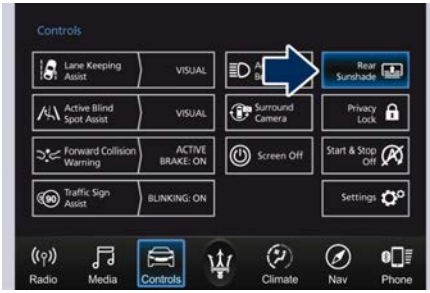 Controls
Lane Keeping
Assist
VISUAL
Rear
Sunshade
Active Blind
Spot Assist
VISUAL
Surround
Camera
Privacy
Lock
Forward Collision
Warning
ACTIVE
BRAKE: ON
Screen Off
Start & Stop
Off
90
Traffic Sign
Assist
BLINKING: ON
Settings
Radio
Media
Controls
Climate
Nav
Phone